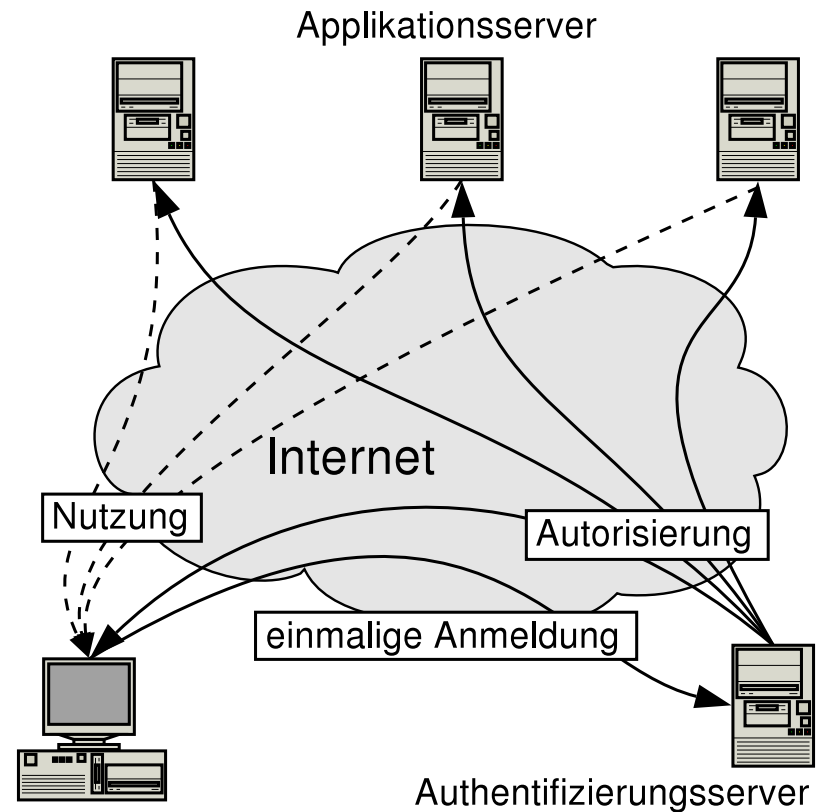 Applikationsserver
Internet
Nutzung
Autorisierung
einmalige Anmeldung
Authentifizierungsserver